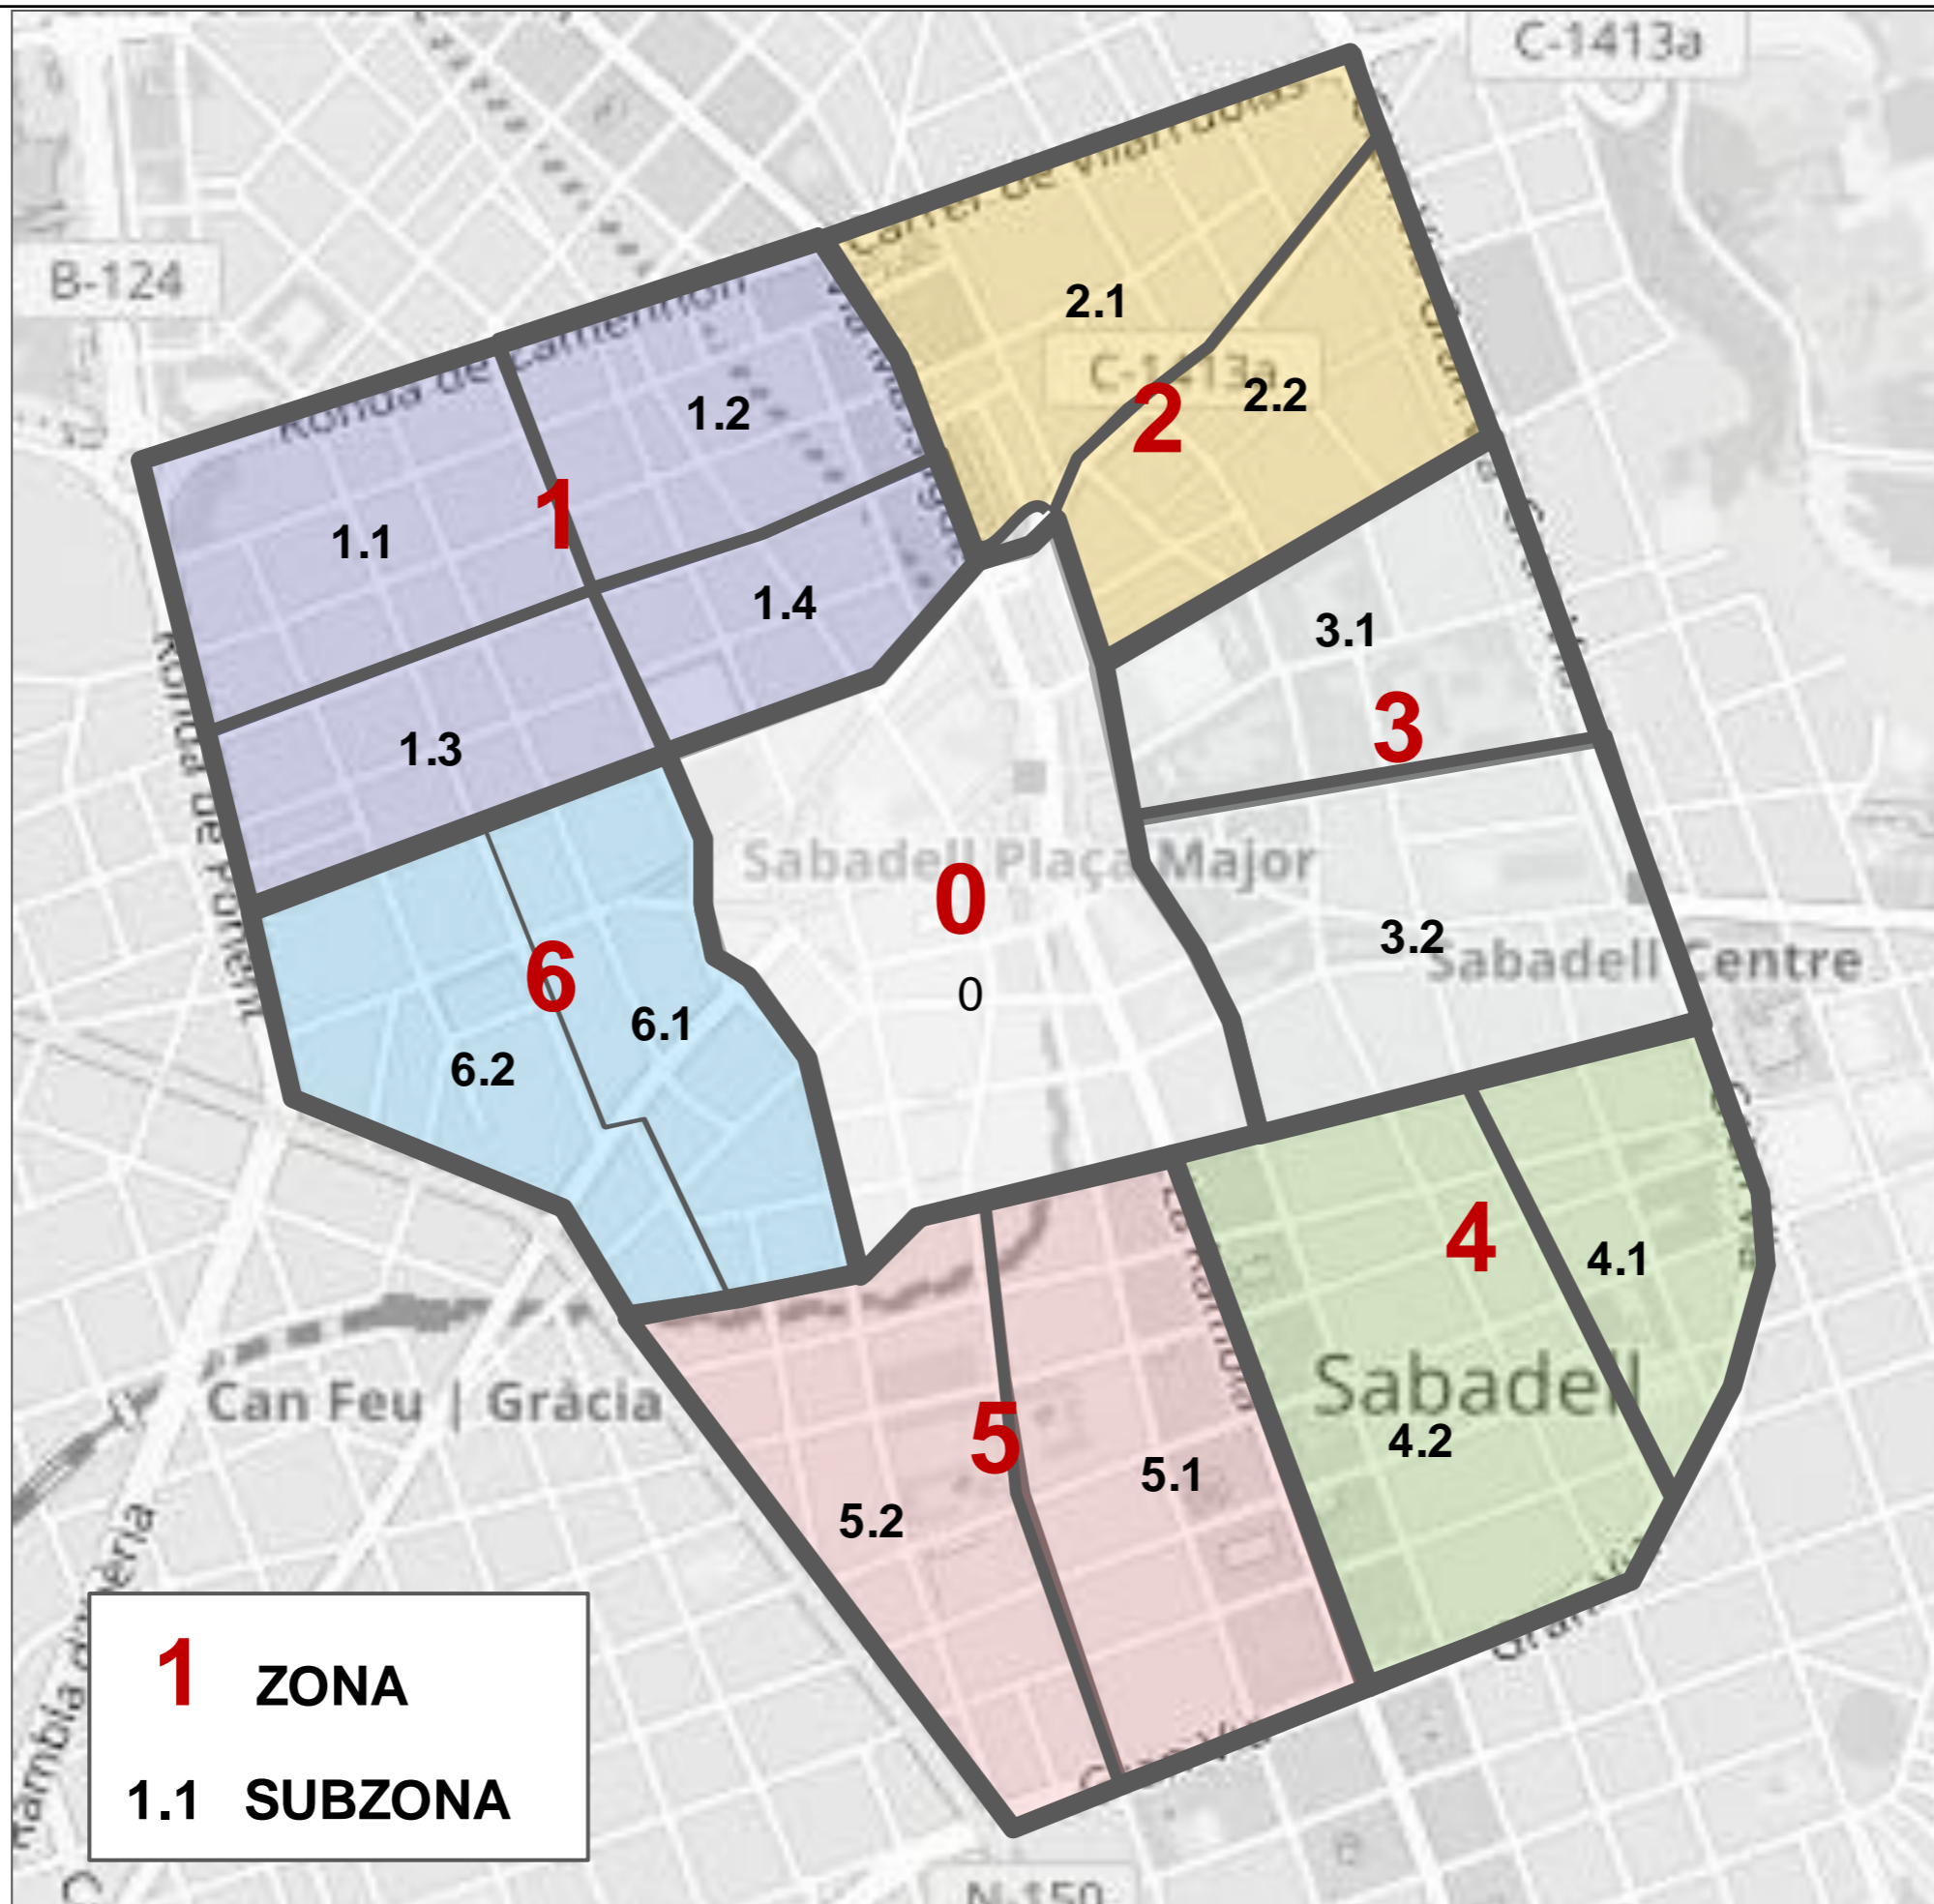 C-1413a
Carrer de Vilarrúbias
B-124
2.1
C-1413a
2.2
2
Ronda de Zamenhof
1.2
1
1.1
1.4
3.1
3
1.3
Ronda de Ponent
Sabadell Plaça Major
0
0
3.2
Sabadell Centre
6
6.1
6.2
4
4.1
Sabadell
4.2
Can Feu | Gràcia
5
5.1
5.2
Gran Via
1 ZONA
1.1 SUBZONA
N-150